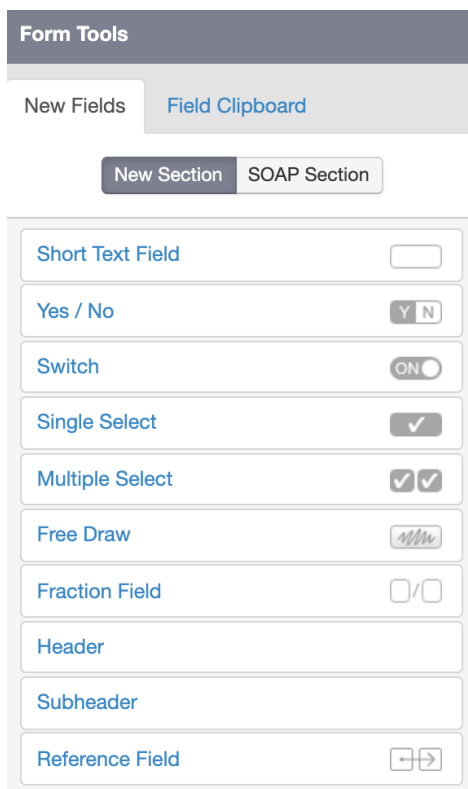 Form Tools
New Fields Field Clipboard
New Section SOAP Section
Short Text Field
Yes / No Y N
Switch ON
Single Select
Multiple Select
Free Draw
Fraction Field /
Header
Subheader
Reference Field